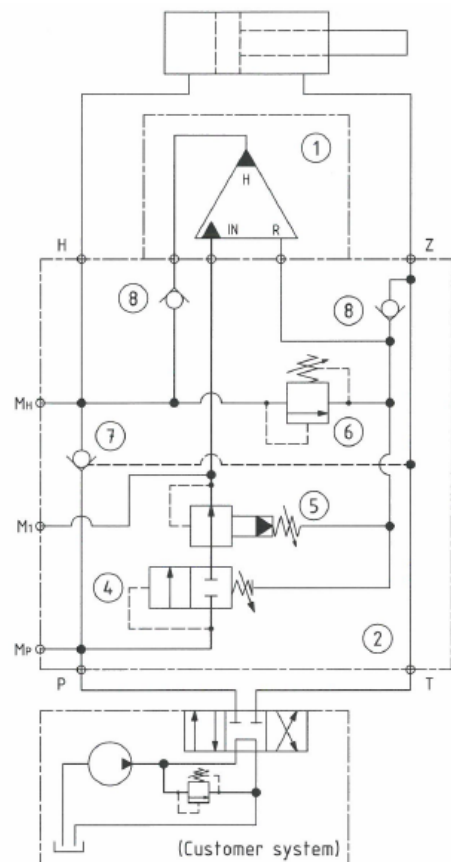 1
H
IN R
H Z
8 8
MH
6
7
M1
5
4
MP
2
P T
(Customer system)